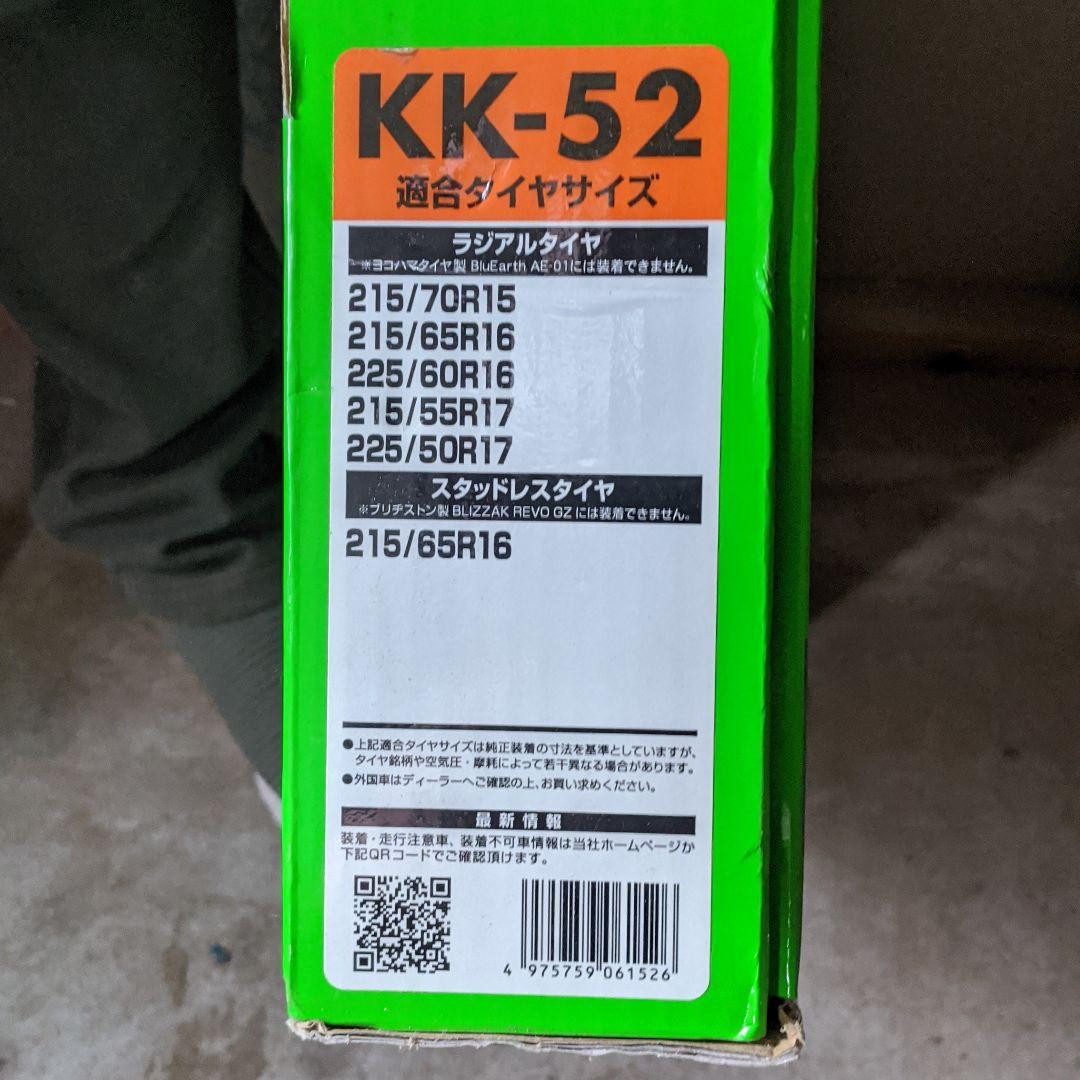 KK-52
適合タイヤサイズ
ラジアルタイヤ
※ヨコハマタイヤ製 BluEarth AE-01には装着できません。
215/70R15
215/65R16
225/60R16
215/55R17
225/50R17
スタッドレスタイヤ
※ブリヂストン製 BLIZZAK REVO GZ には装着できません。
215/65R16
●上記適合タイヤサイズは純正装着の寸法を基準としていますが、
タイヤ銘柄や空気圧・摩耗によって若干異なる場合があります。
●外国車はディーラーへご確認の上、お買い求めください。
最新情報
装着・走行注意車、装着不可車情報は当社ホームページか
下記QRコードでご確認頂けます。
4 975759 061526